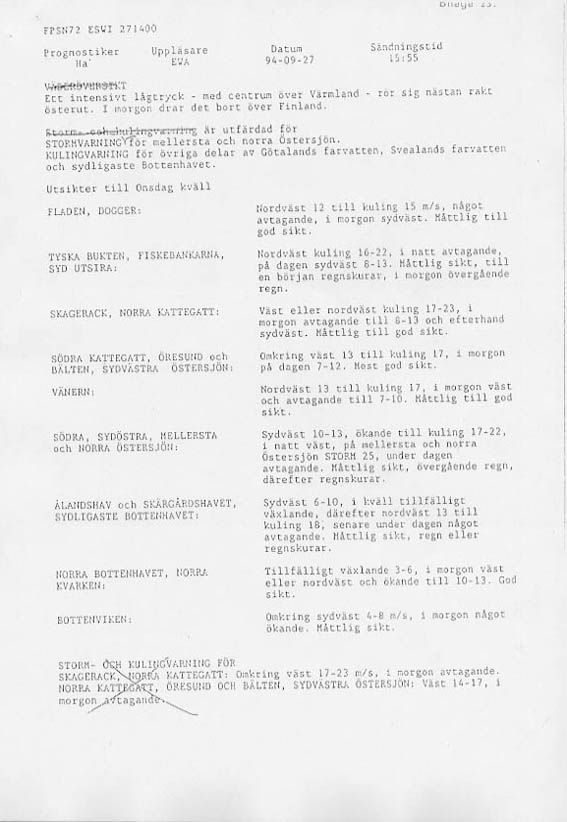 Bilaga 23.
FPSN72 ESWI 271400
Prognostiker Uppläsare Datum Sändningstid
Ha EWA 94-09-27 15:55
VÄDERÖVERSIKT
Ett intensivt lågtryck - med centrum över Värmland - rör sig nästan rakt
österut. I morgon drar det bort över Finland.
Storm- och kulingvarning är utfärdad för
STORMVARNING för mellersta och norra Östersjön.
KULINGVARNING för övriga delar av Götalands farvatten, Svealands farvatten
och sydligaste Bottenhavet.
Utsikter till Onsdag kväll
FLADEN, DOGGER: Nordväst 12 till kuling 15 m/s, något
avtagande, i morgon sydväst. Måttlig till
god sikt.
TYSKA BUKTEN, FISKEBANKARNA, Nordväst kuling 16-22, i natt avtagande,
SYD UTSIRA: på dagen sydväst 8-13. Måttlig sikt, till
en början regnskurar, i morgon övergående
regn.
SKAGERACK, NORRA KATTEGATT: Väst eller nordväst kuling 17-23, i
morgon avtagande till 8-13 och efterhand
sydväst. Måttlig till god sikt.
SÖDRA KATTEGATT, ÖRESUND och Omkring väst 13 till kuling 17, i morgon
BÄLTEN, SYDVÄSTRA ÖSTERSJÖN: på dagen 7-12. Mest god sikt.
VÄNERN: Nordväst 13 till kuling 17, i morgon väst
och avtagande till 7-10. Måttlig till god
sikt.
SÖDRA, SYDÖSTRA, MELLERSTA Sydväst 10-13, ökande till kuling 17-22,
och NORRA ÖSTERSJÖN: i natt väst, på mellersta och norra
Östersjön STORM 25, under dagen
avtagande. Måttlig sikt, övergående regn,
därefter regnskurar.
ÅLANDSHAV och SKÄRGÅRDSHAVET, Sydväst 6-10, i kväll tillfälligt
SYDLIGASTE BOTTENHAVET: växlande, därefter nordväst 13 till
kuling 18, senare under dagen något
avtagande. Måttlig sikt, regn eller
regnskurar.
NORRA BOTTENHAVET, NORRA Tillfälligt växlande 3-6, i morgon väst
KVARKEN: eller nordväst och ökande till 10-13. God
sikt.
BOTTENVIKEN: Omkring sydväst 4-8 m/s, i morgon något
ökande. Måttlig sikt.
STORM- OCH KULINGVARNING FÖR
SKAGERACK, NORRA KATTEGATT: Omkring väst 17-23 m/s, i morgon avtagande.
NORRA KATTEGATT, ÖRESUND OCH BÄLTEN, SYDVÄSTRA ÖSTERSJÖN: Väst 14-17, i
morgon avtagande.